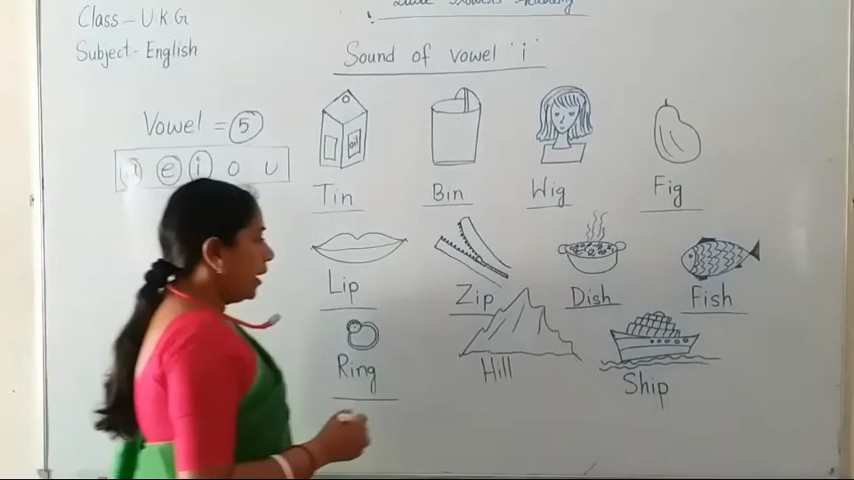 Class - U.K.G
Subject - English
Sound of vowel 'i'
Vowel = 5
e i o u
oil
Tin Bin Wig Fig
Lip Zip Dish Fish
Ring Hill Ship